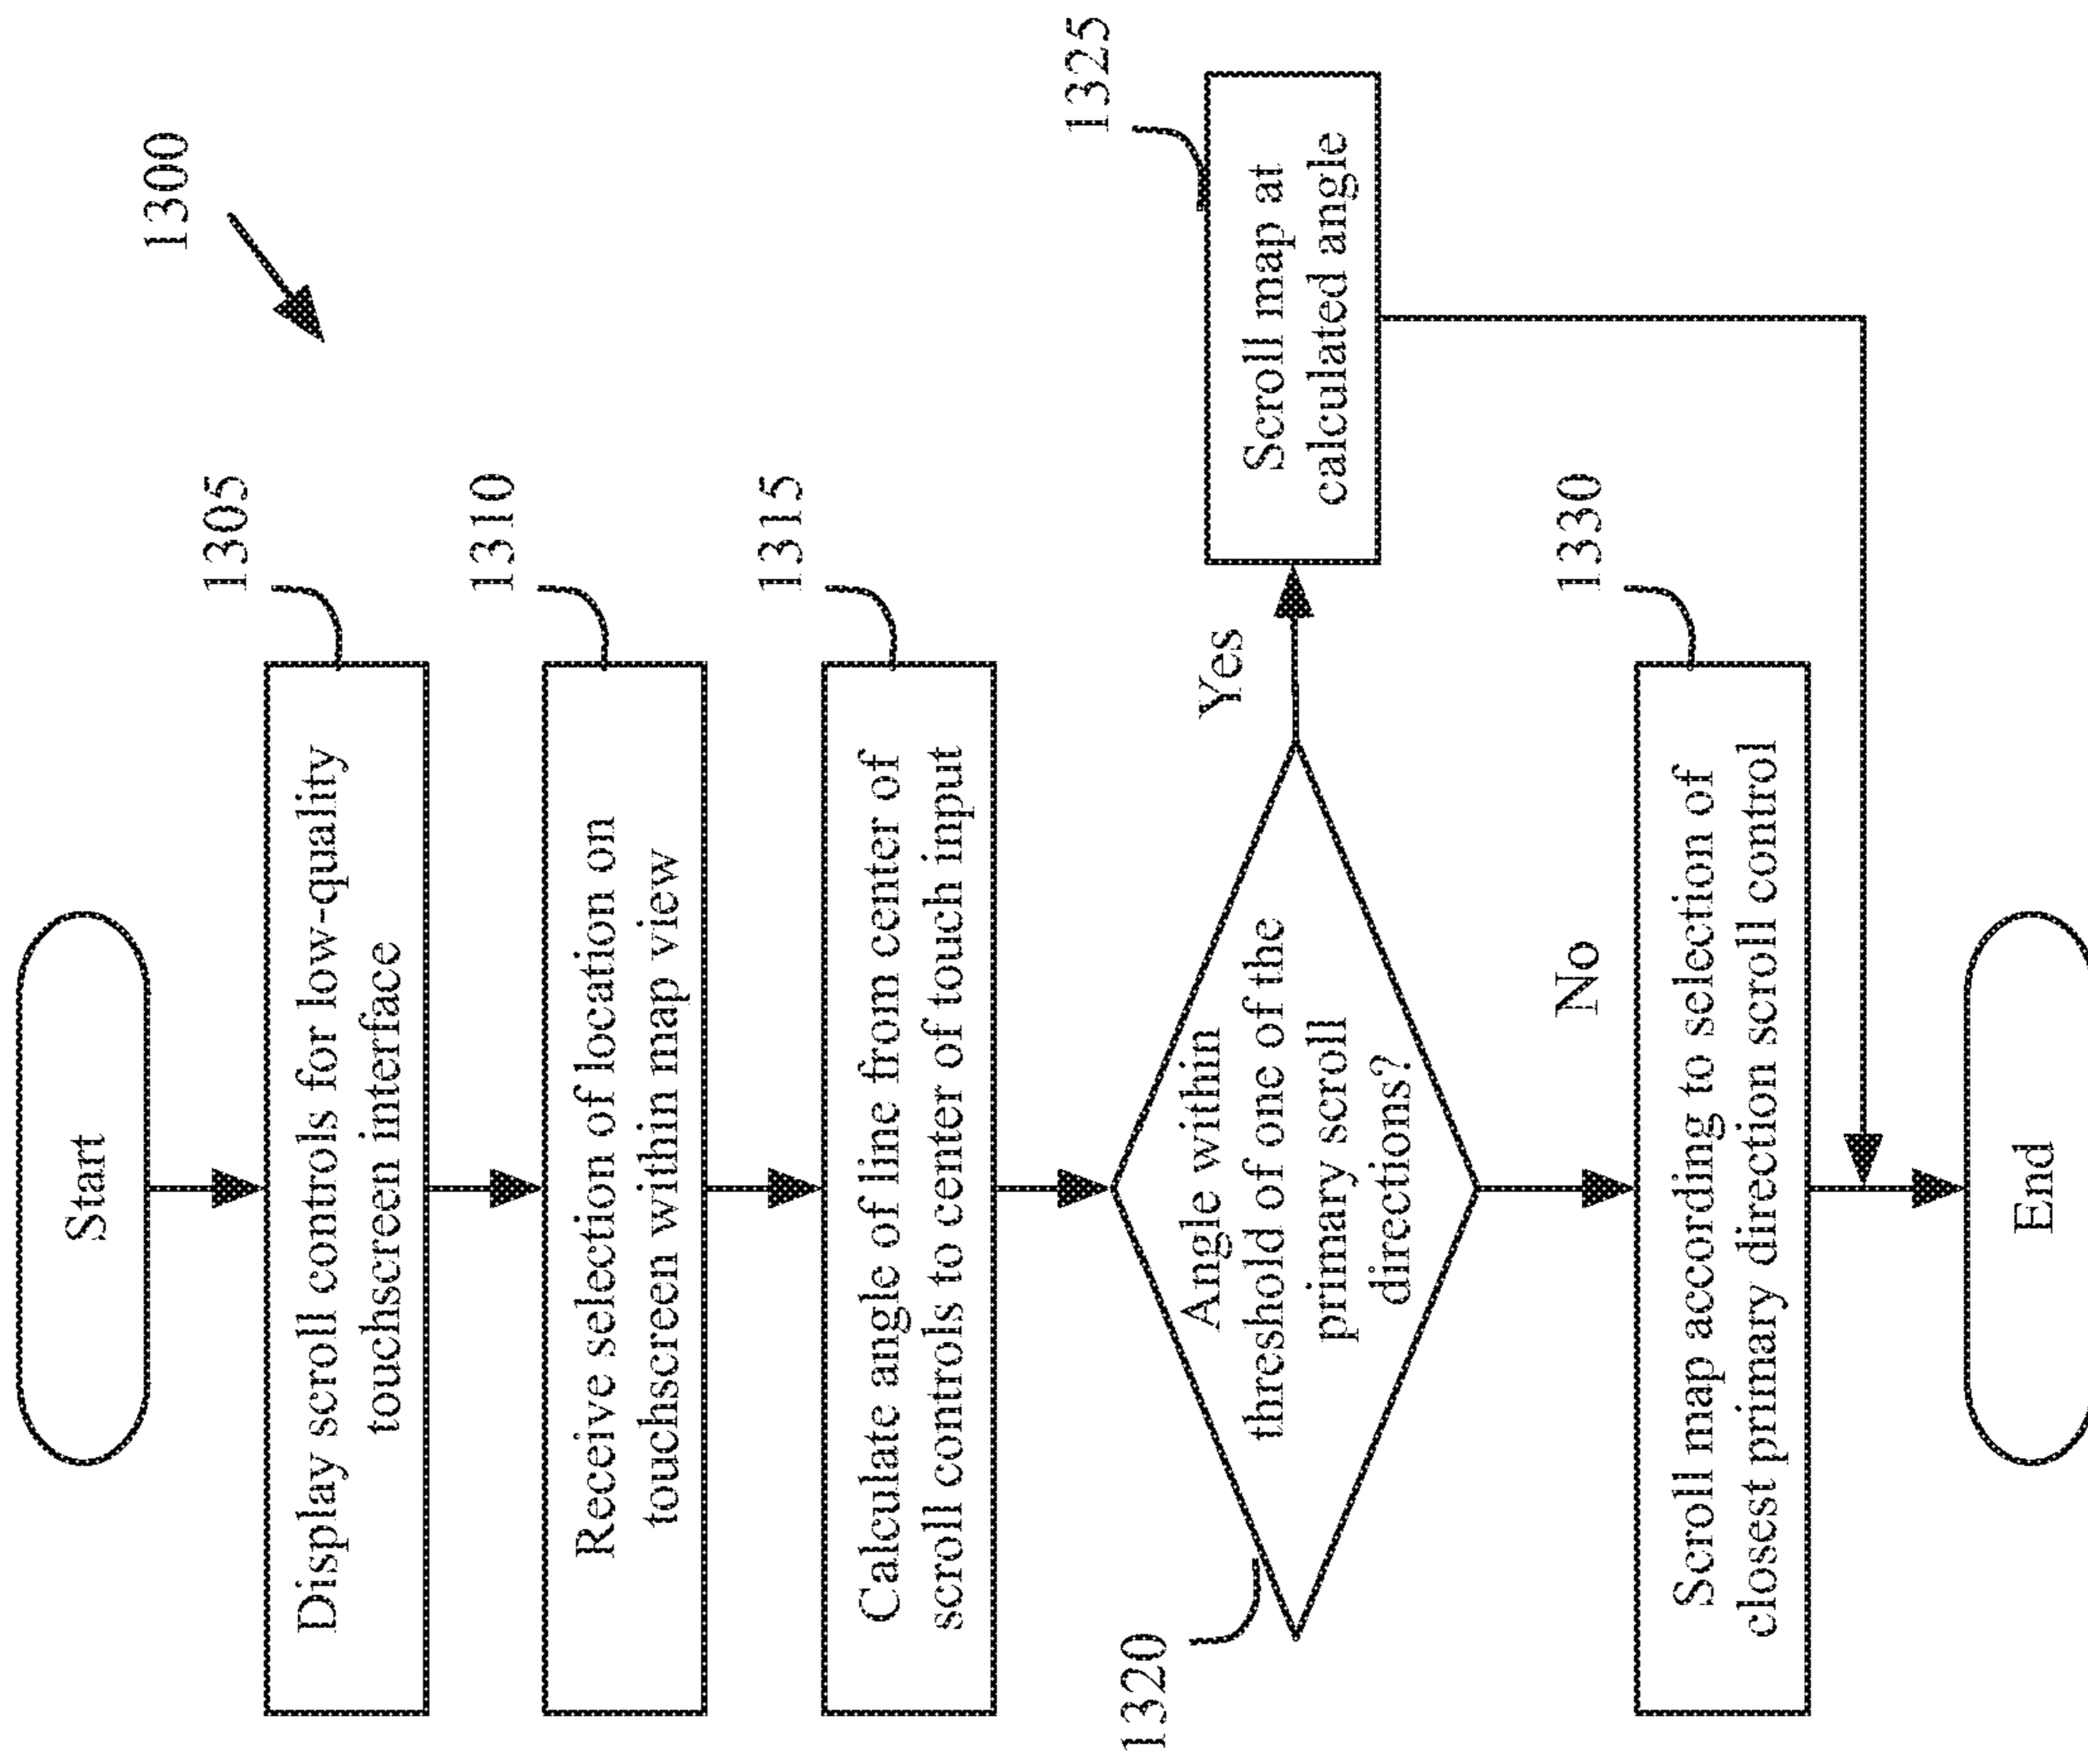 1300
Start
1305
Display scroll controls for low-quality
touchscreen interface
1310
Receive selection of location on
touchscreen within map view
1315
Calculate angle of line from center of
scroll controls to center of touch input
1320
Angle within
threshold of one of the
primary scroll
directions?
Yes
1325
Scroll map at
calculated angle
No
1330
Scroll map according to selection of
closest primary direction scroll control
End